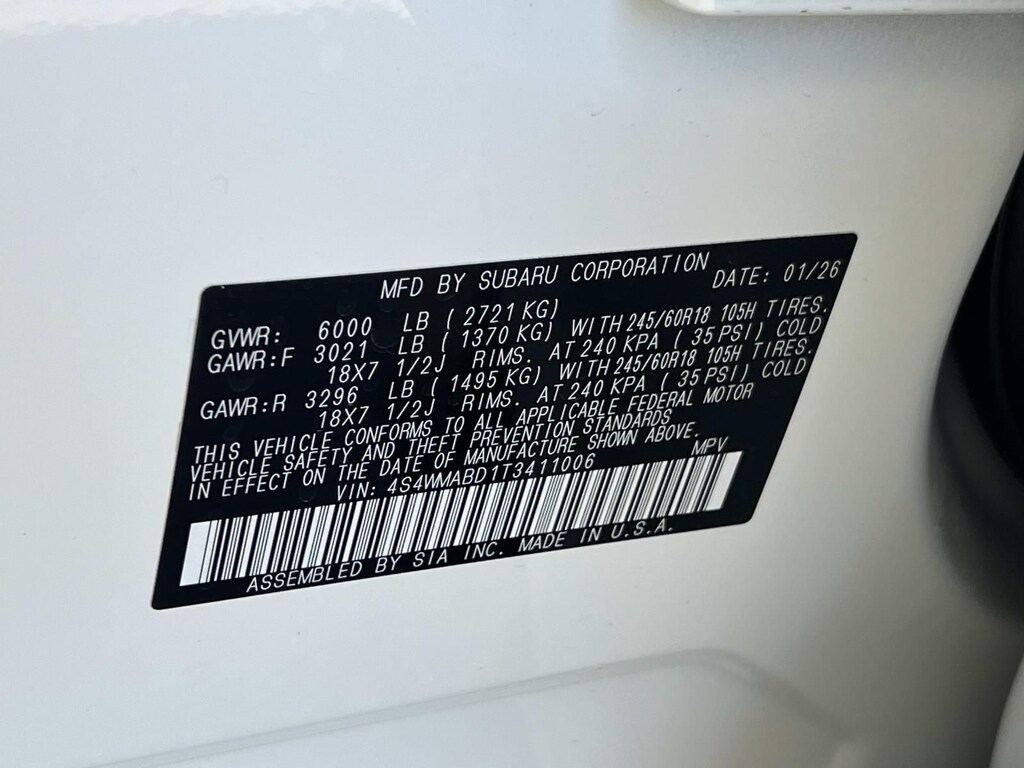 MFD BY SUBARU CORPORATION DATE: 01/26
GVWR: 6000 LB ( 2721 KG)
GAWR:F 3021 LB ( 1370 KG) WITH 245/60R18 105H TIRES.
18X7 1/2J RIMS. AT 240 KPA ( 35 PSI) COLD
GAWR:R 3296 LB ( 1495 KG) WITH 245/60R18 105H TIRES.
18X7 1/2J RIMS. AT 240 KPA ( 35 PSI) COLD
THIS VEHICLE CONFORMS TO ALL APPLICABLE FEDERAL MOTOR
VEHICLE SAFETY AND THEFT PREVENTION STANDARDS
IN EFFECT ON THE DATE OF MANUFACTURE SHOWN ABOVE.
VIN: 4S4WMABD1T3411006 MPV
ASSEMBLED BY SIA INC. MADE IN U.S.A.